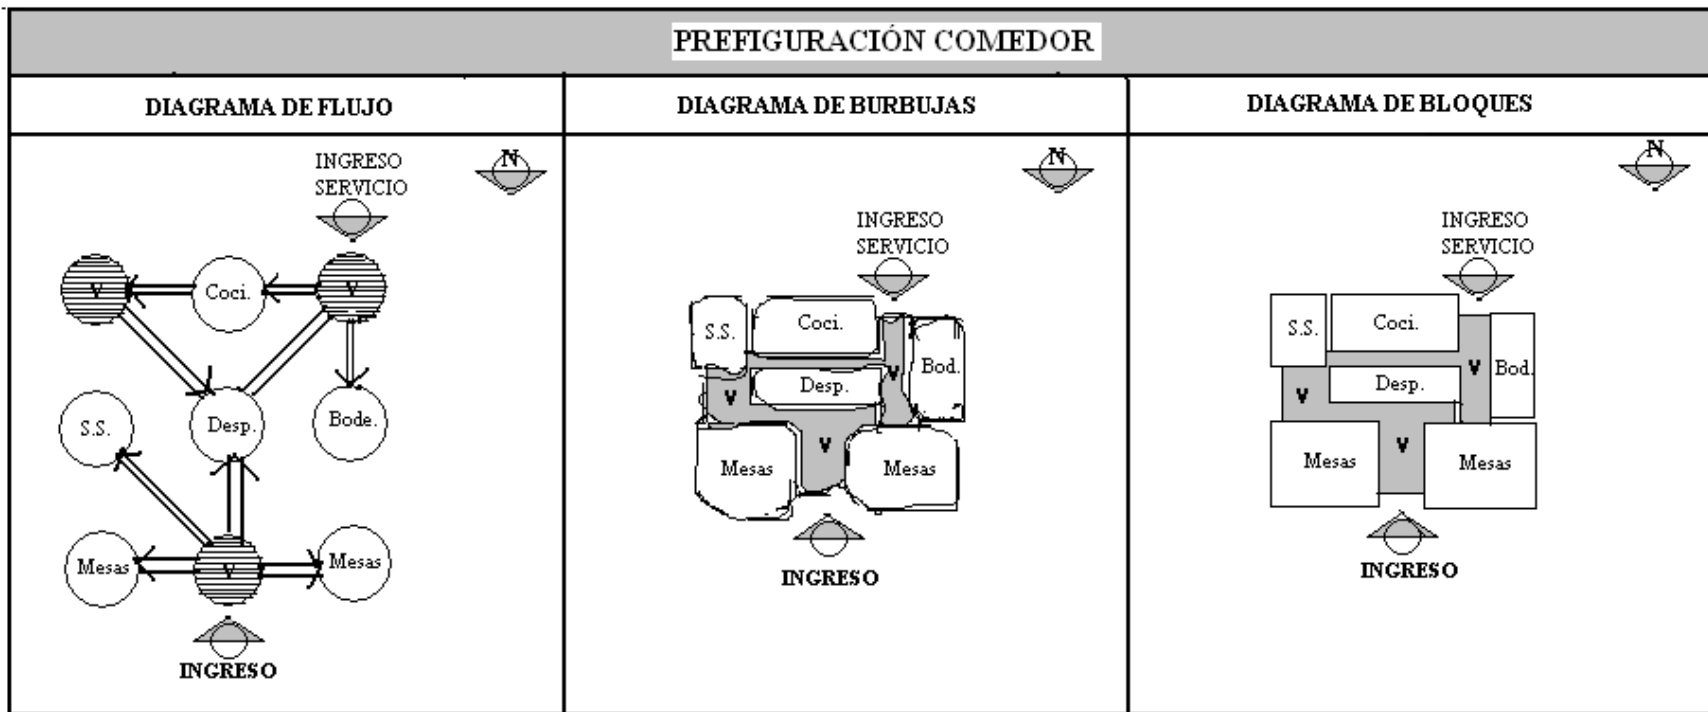 PREFIGURACIÓN COMEDOR
DIAGRAMA DE FLUJO
INGRESO
SERVICIO
N
V
Coci.
V
S.S.
Desp.
Bode.
Mesas
V
Mesas
INGRESO
DIAGRAMA DE BURBUJAS
N
INGRESO
SERVICIO
S.S.
Coci.
Bod.
V
Desp.
V
Mesas
V
Mesas
INGRESO
DIAGRAMA DE BLOQUES
N
INGRESO
SERVICIO
S.S.
Coci.
V
Bod.
Desp.
V
Mesas
V
Mesas
INGRESO